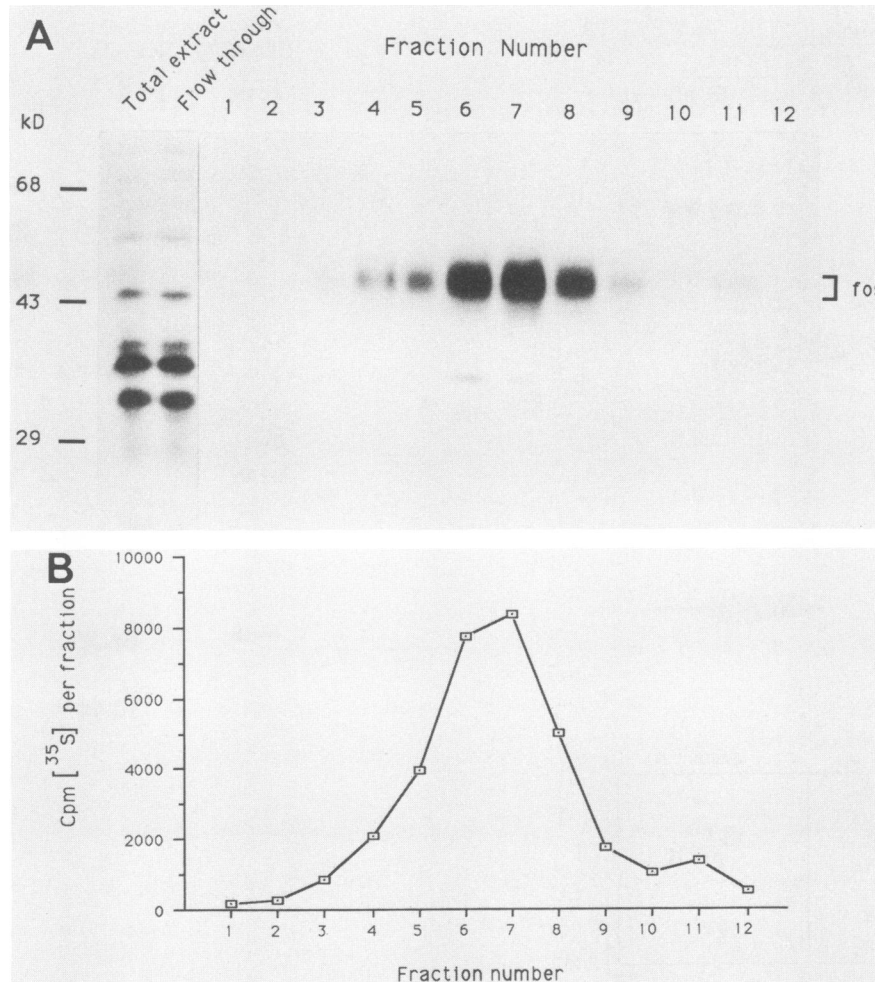 A
Total extract
Flow through
Fraction Number
kD
1 2 3 4 5 6 7 8 9 10 11 12
68
43
29
fos
B
Cpm [35S] per fraction
10000
8000
6000
4000
2000
0
1 2 3 4 5 6 7 8 9 10 11 12
Fraction number